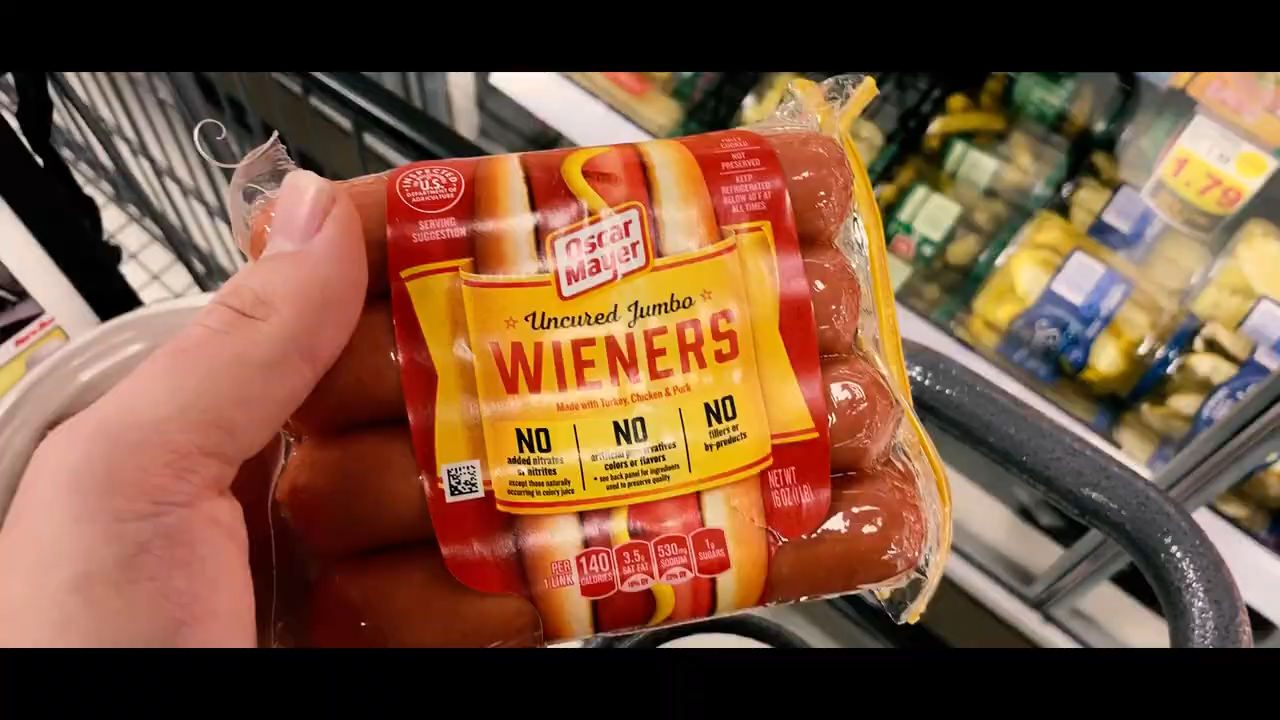 INSPECTED
U.S.
DEPARTMENT OF
AGRICULTURE
SERVING
SUGGESTION
FULLY
COOKED
NOT
PRESERVED
KEEP
REFRIGERATED
BELOW 40 F AT
ALL TIMES
Oscar
Mayer
Uncured Jumbo
WIENERS
Made with Turkey, Chicken & Pork
NO
added nitrates
or nitrites
except those naturally
occurring in celery juice
NO
artificial preservatives
colors or flavors
• see back panel for ingredients
used to preserve quality
NO
fillers or
by-products
NET WT
16 OZ (1 LB)
PER
1 LINK
140
CALORIES
3.5g
SAT FAT
18% DV
530mg
SODIUM
23% DV
1g
SUGARS
1.79